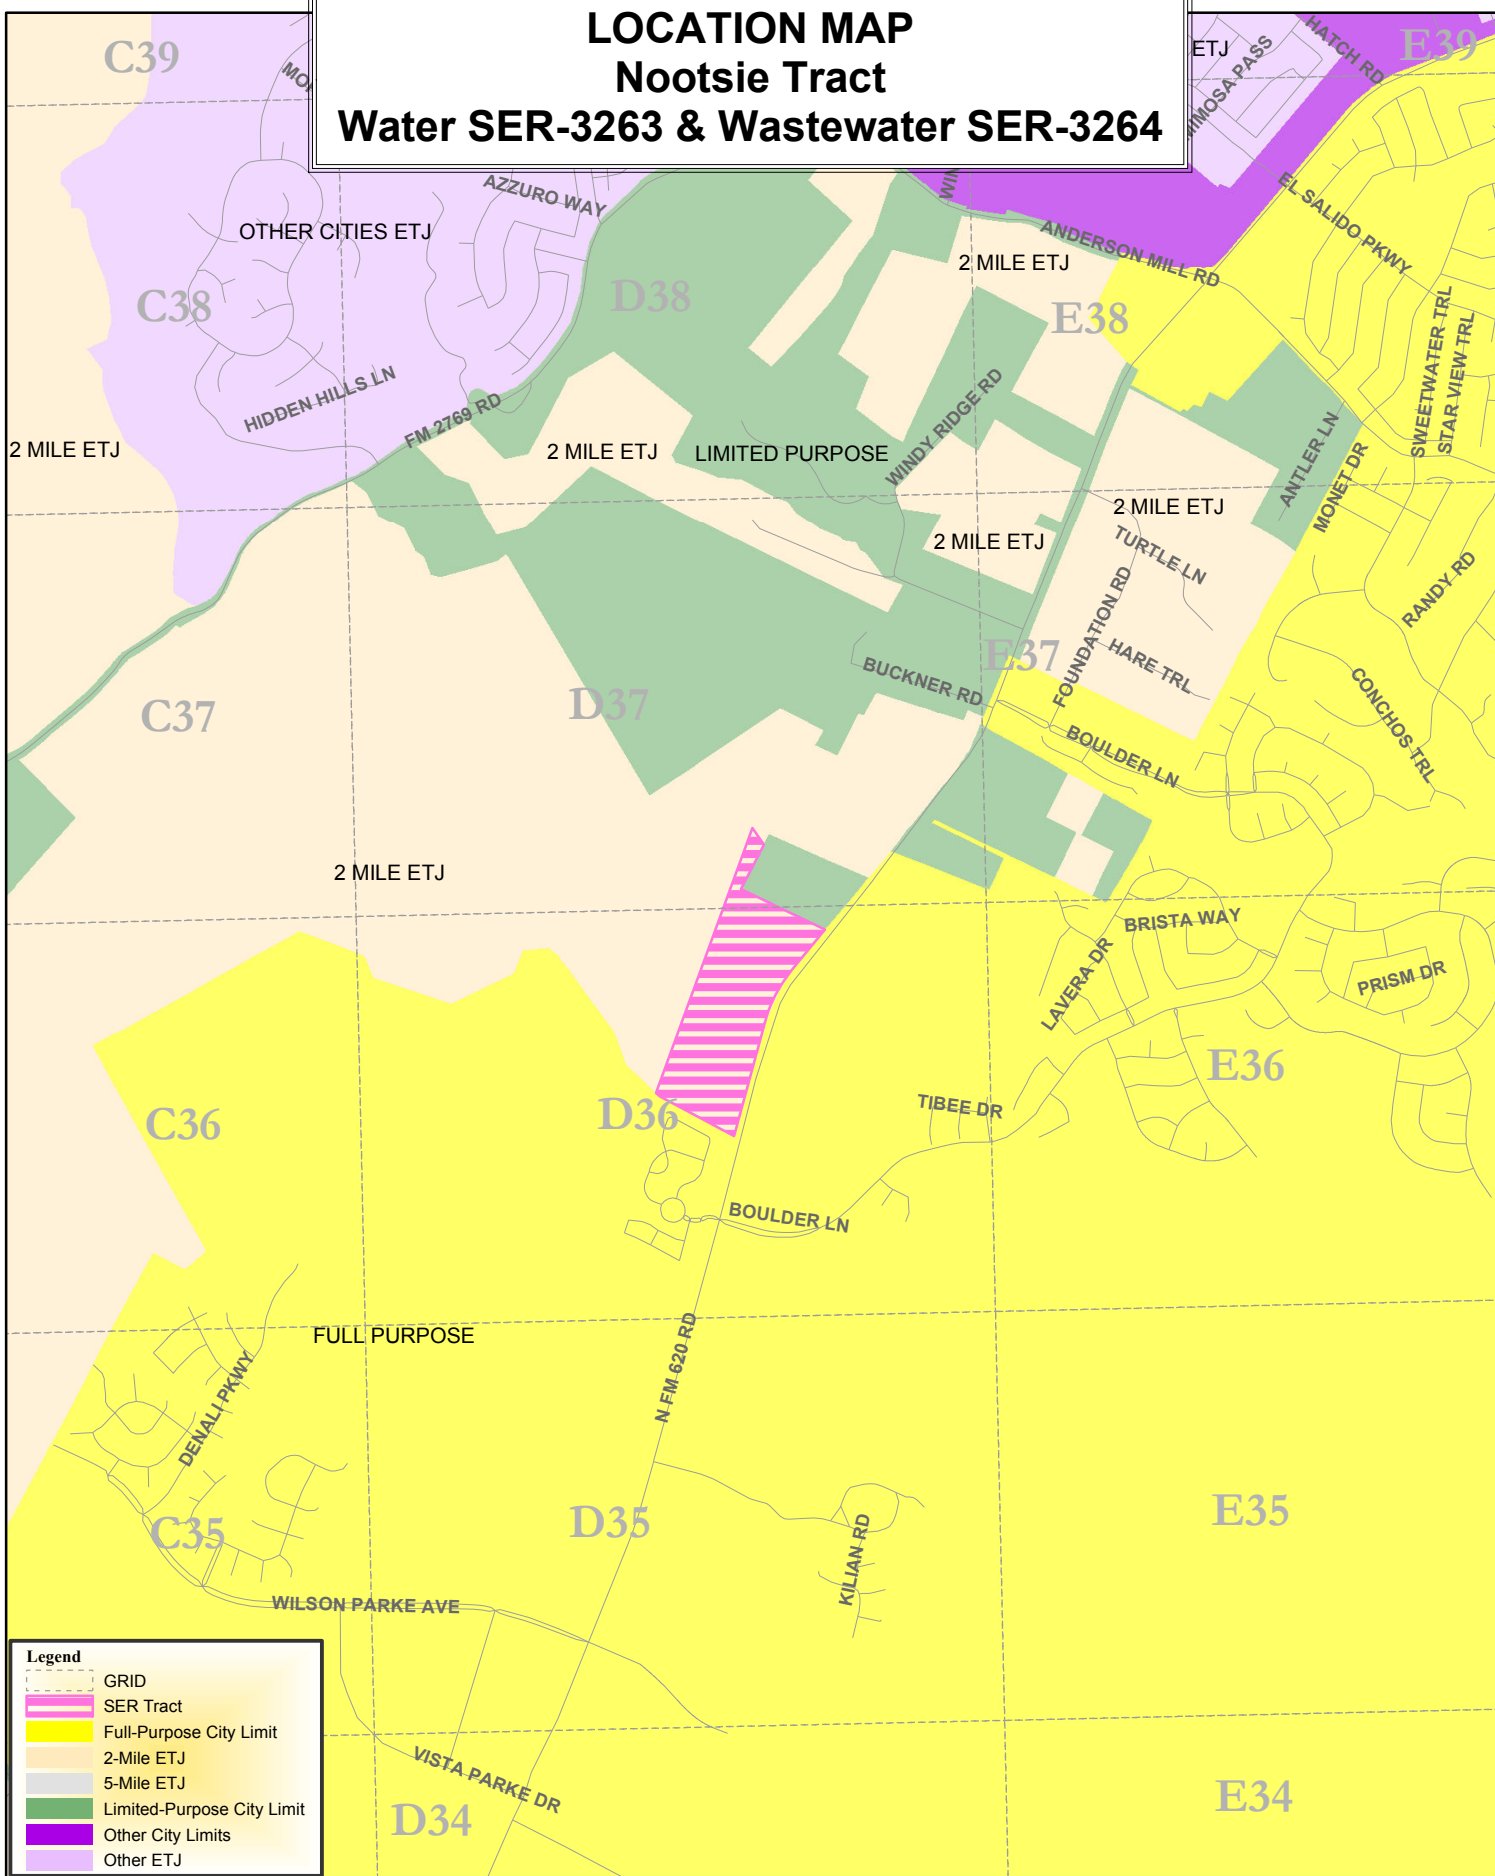 LOCATION MAP
Nootsie Tract
Water SER-3263 & Wastewater SER-3264
C39
E39
ETJ
HATCH RD
MIMOSA PASS
AZZURO WAY
EL SALIDO PKWY
OTHER CITIES ETJ
ANDERSON MILL RD
2 MILE ETJ
C38
D38
E38
SWEETWATER TRL
STAR VIEW TRL
HIDDEN HILLS LN
FM 2769 RD
WINDY RIDGE RD
ANTLER LN
MONET DR
2 MILE ETJ
2 MILE ETJ
LIMITED PURPOSE
2 MILE ETJ
2 MILE ETJ
TURTLE LN
FOUNDATION RD
RANDY RD
HARE TRL
E37
BUCKNER RD
CONCHOS TRL
C37
D37
BOULDER LN
2 MILE ETJ
BRISTA WAY
LAVERA DR
PRISM DR
E36
C36
D36
TIBEE DR
BOULDER LN
FULL PURPOSE
N FM 620 RD
DENALI PKWY
C35
D35
E35
KILIAN RD
WILSON PARKE AVE
VISTA PARKE DR
D34
E34
Legend
GRID
SER Tract
Full-Purpose City Limit
2-Mile ETJ
5-Mile ETJ
Limited-Purpose City Limit
Other City Limits
Other ETJ